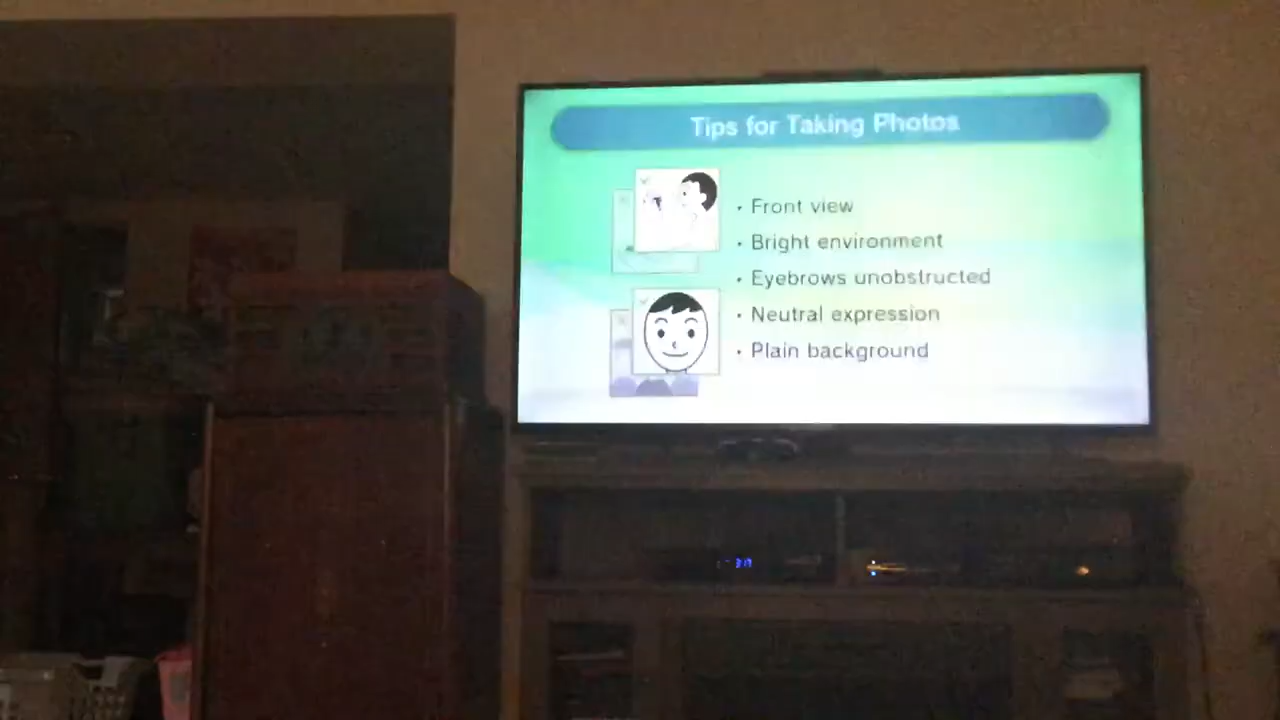 Tips for Taking Photos
• Front view
• Bright environment
• Eyebrows unobstructed
• Neutral expression
• Plain background